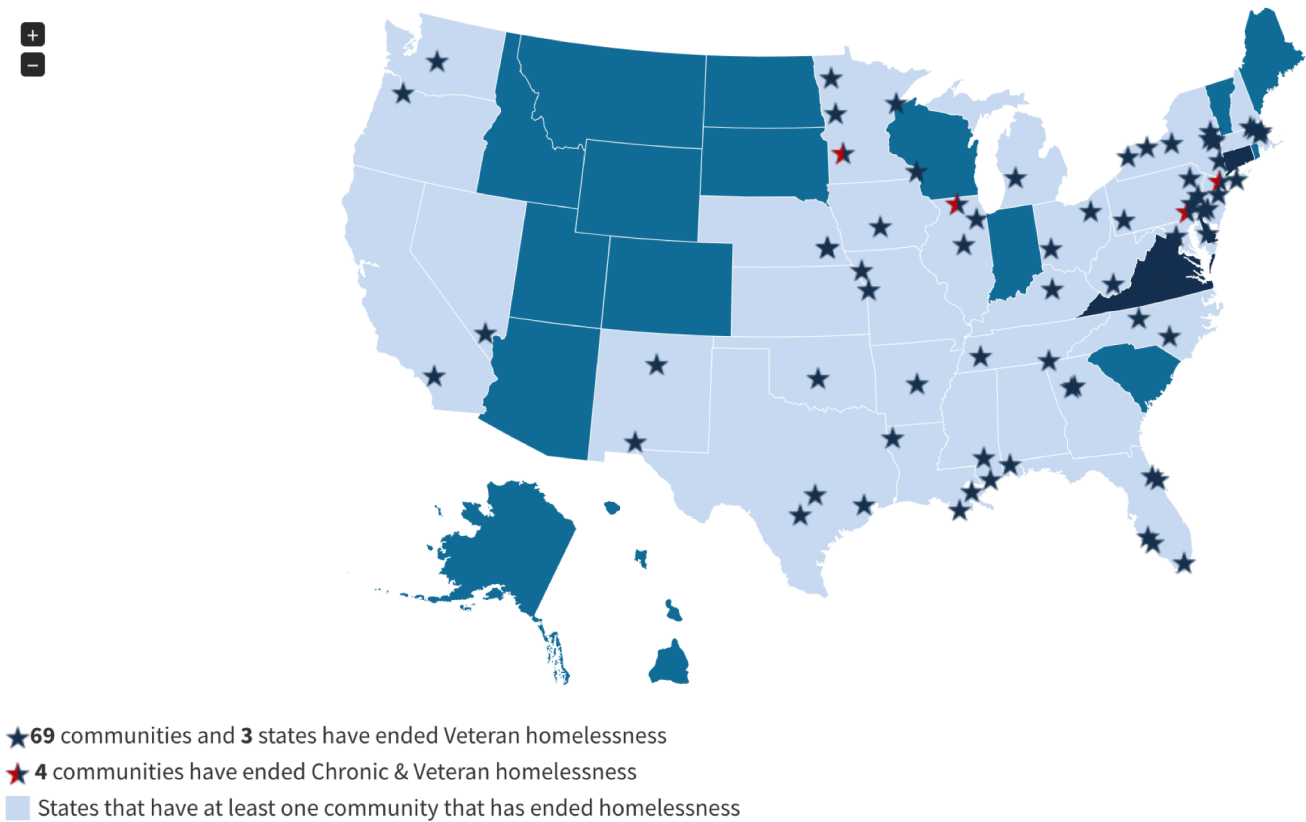 +
−
69 communities and 3 states have ended Veteran homelessness
4 communities have ended Chronic & Veteran homelessness
States that have at least one community that has ended homelessness